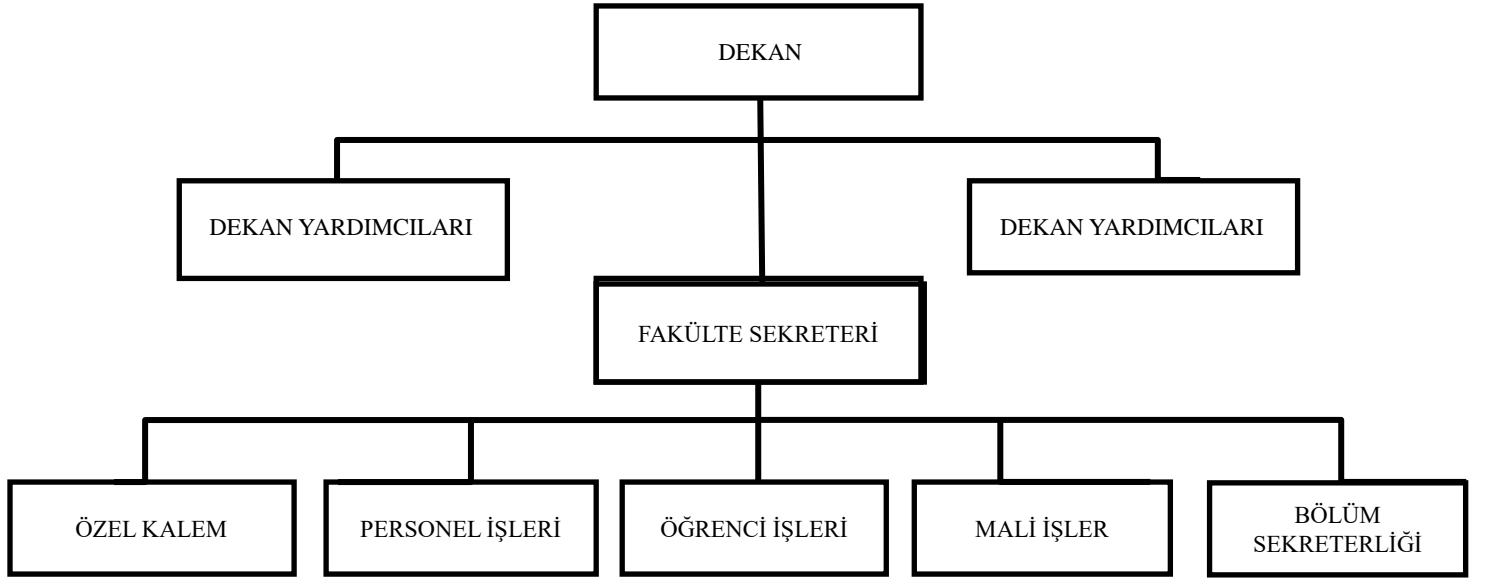 DEKAN
DEKAN YARDIMCILARI
DEKAN YARDIMCILARI
FAKÜLTE SEKRETERİ
ÖZEL KALEM
PERSONEL İŞLERİ
ÖĞRENCİ İŞLERİ
MALİ İŞLER
BÖLÜM
SEKRETERLİĞİ